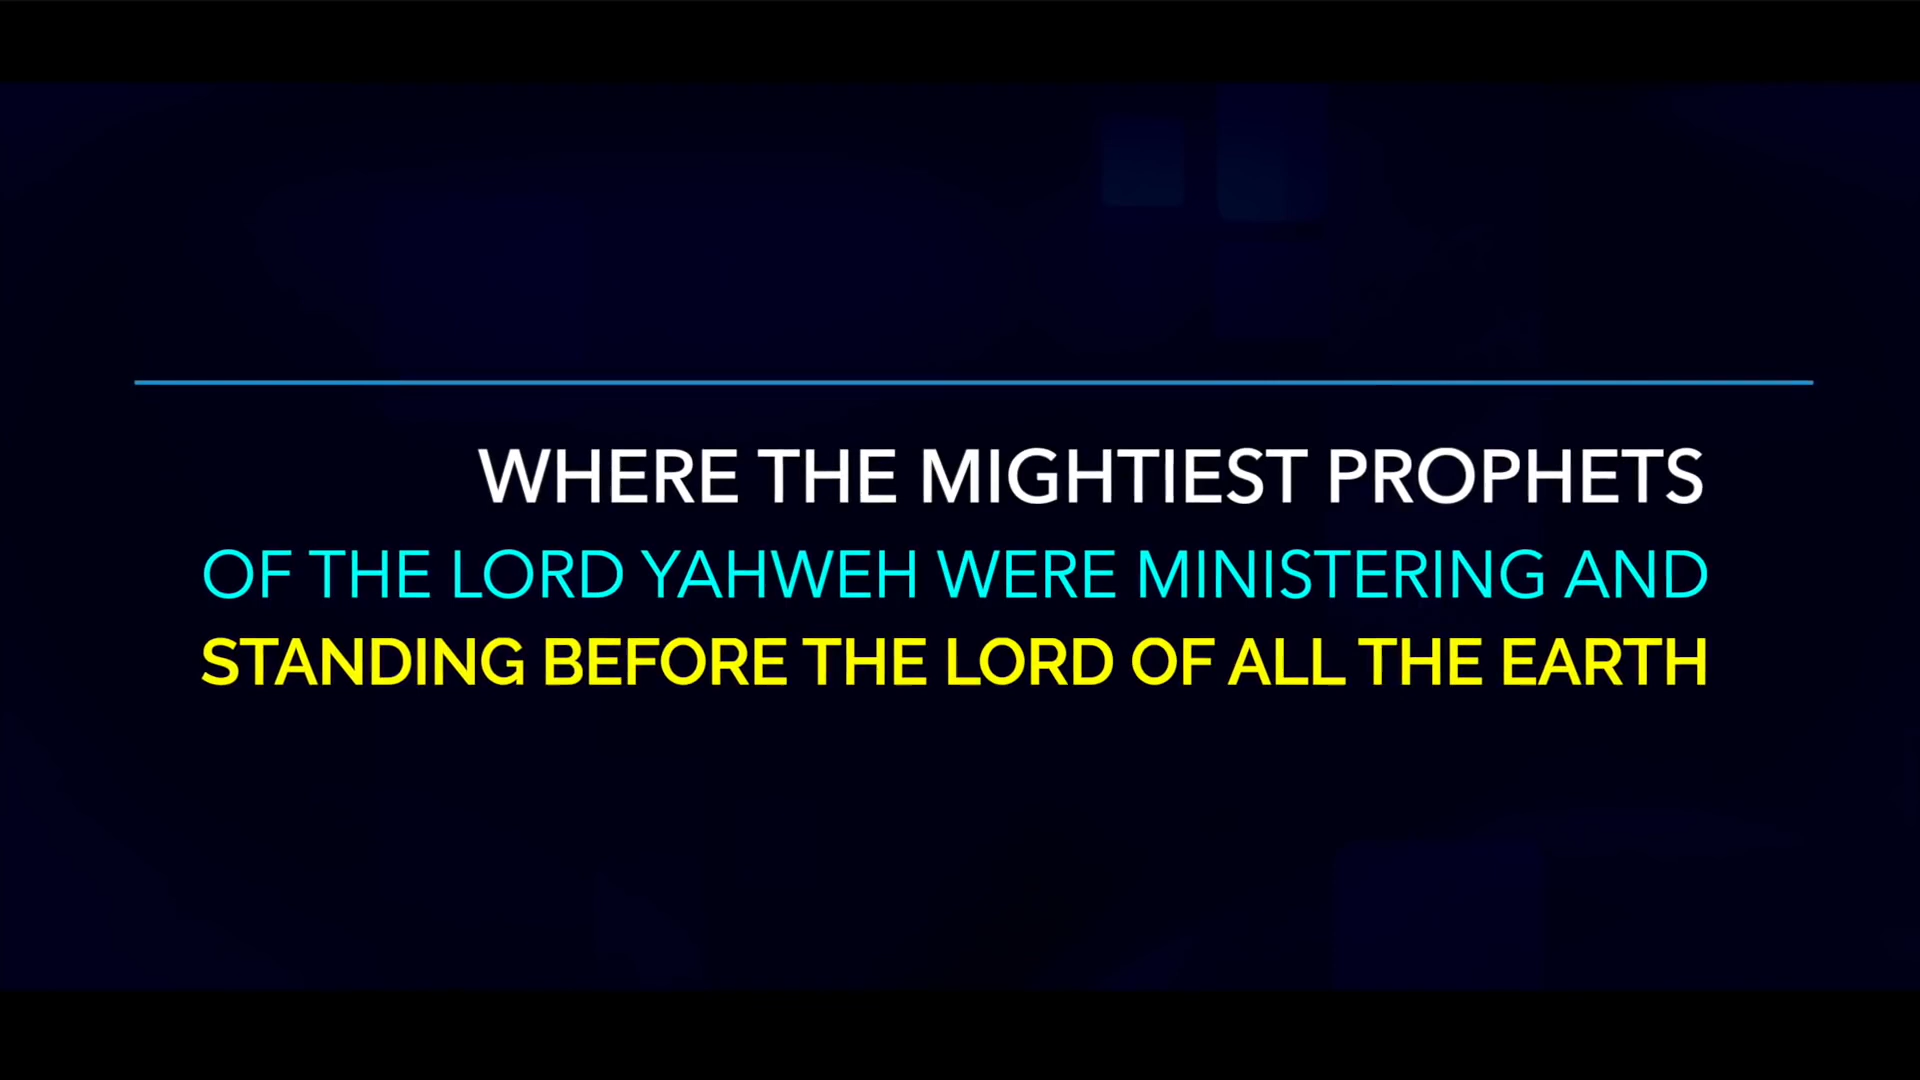 WHERE THE MIGHTIEST PROPHETS
OF THE LORD YAHWEH WERE MINISTERING AND
STANDING BEFORE THE LORD OF ALL THE EARTH